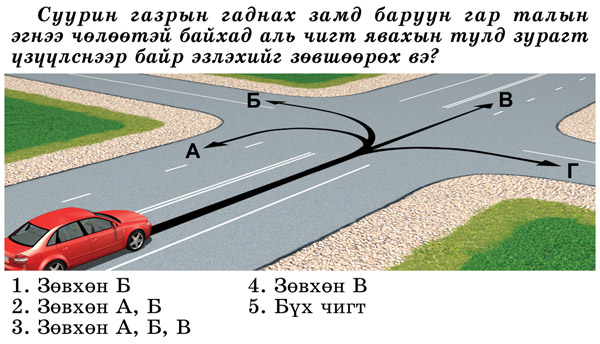 Суурин газрын гаднах замд баруун гар талын
эгнээ чөлөөтэй байхад аль чигт явахын тулд зурагт
үзүүлснээр байр эзлэхийг зөвшөөрөх вэ?
Б
В
А
Г
1. Зөвхөн Б
2. Зөвхөн А, Б
3. Зөвхөн А, Б, В
4. Зөвхөн В
5. Бүх чигт